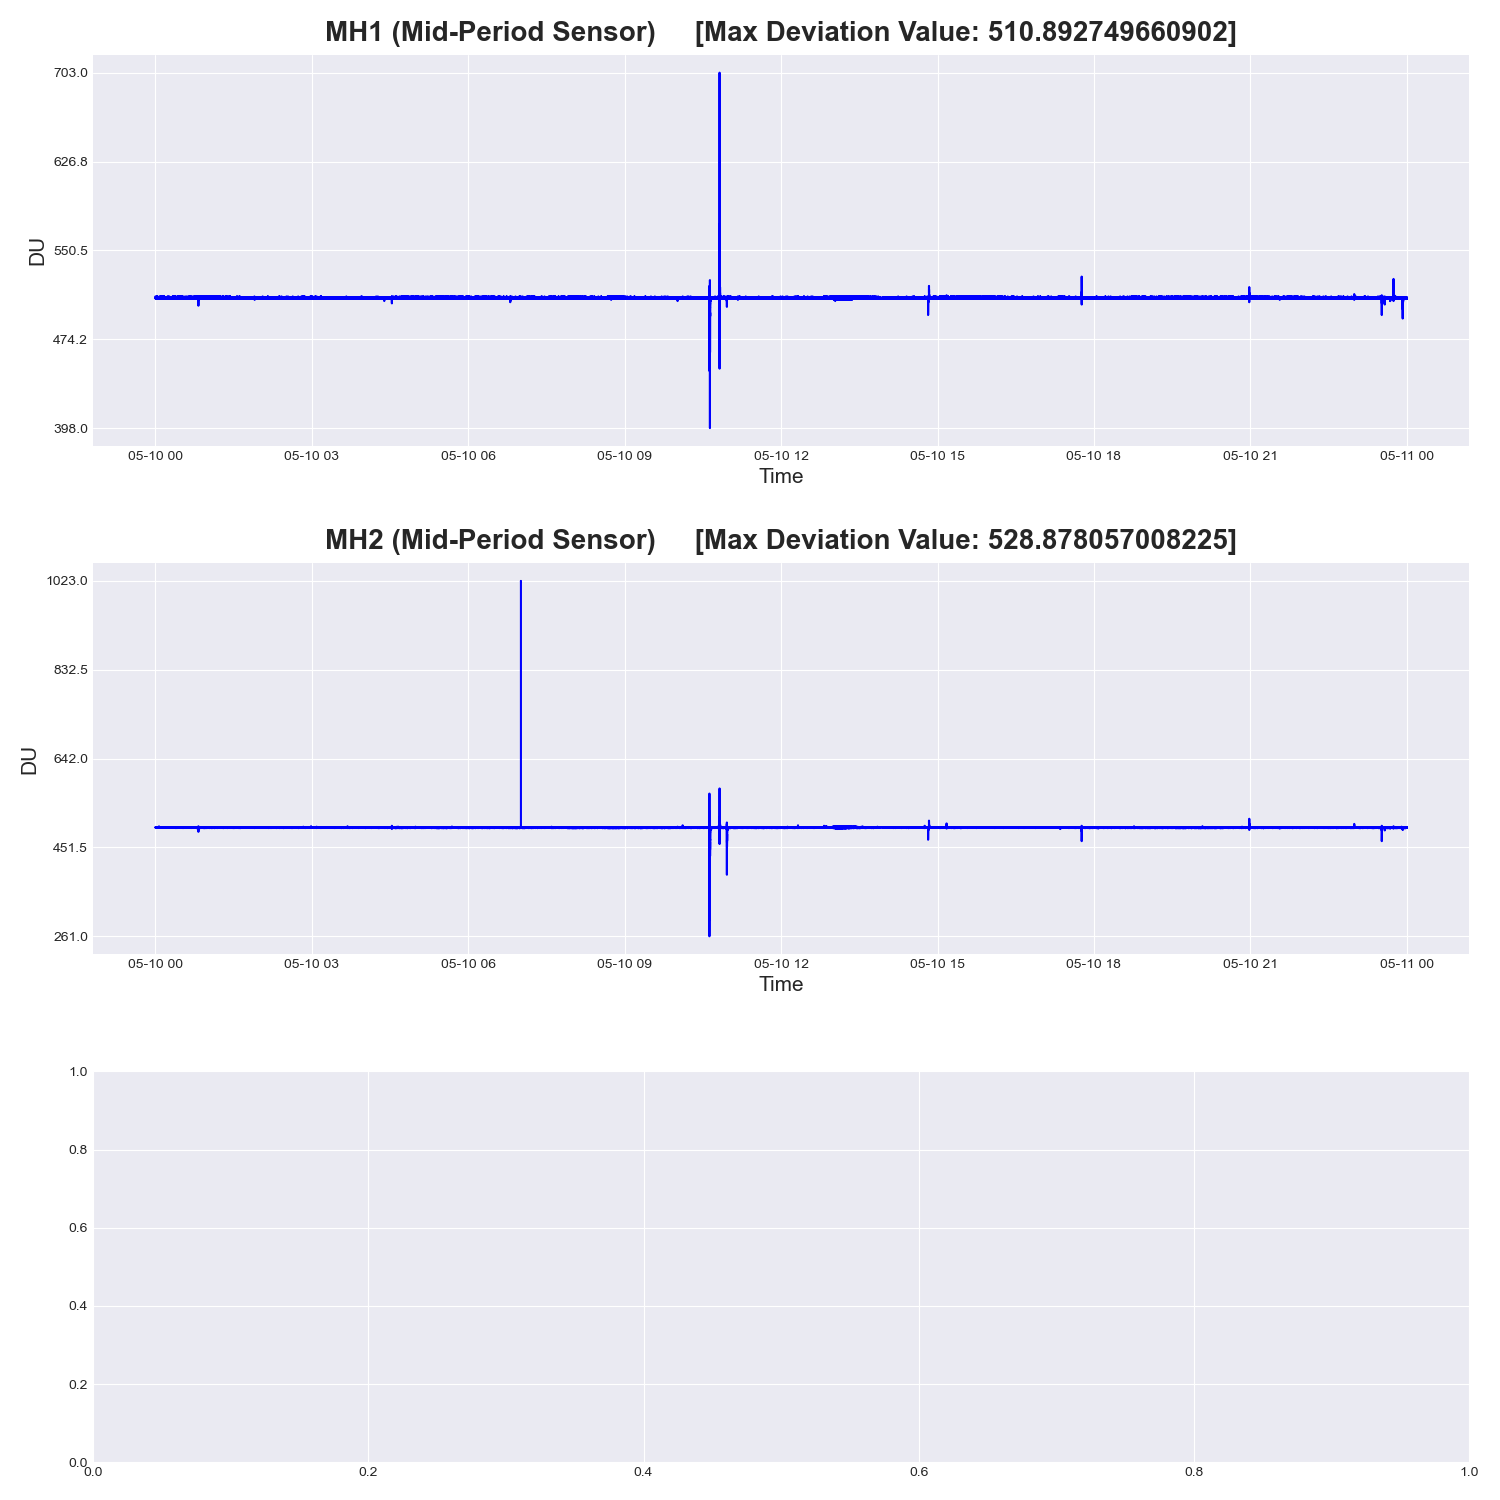 MH1 (Mid-Period Sensor) [Max Deviation Value: 510.892749660902]
703.0
626.8
550.5
474.2
398.0
DU
05-10 00 05-10 03 05-10 06 05-10 09 05-10 12 05-10 15 05-10 18 05-10 21 05-11 00
Time
MH2 (Mid-Period Sensor) [Max Deviation Value: 528.878057008225]
1023.0
832.5
642.0
451.5
261.0
DU
05-10 00 05-10 03 05-10 06 05-10 09 05-10 12 05-10 15 05-10 18 05-10 21 05-11 00
Time
1.0
0.8
0.6
0.4
0.2
0.0
0.0 0.2 0.4 0.6 0.8 1.0